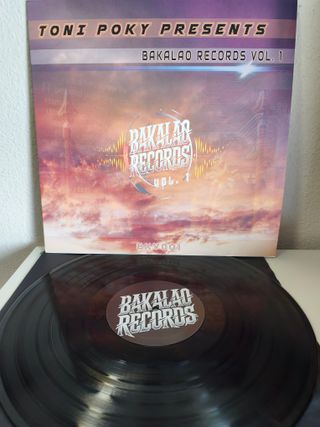 TONI POKY PRESENTS
BAKALAO RECORDS VOL. 1
BAKALAO
RECORDS
VOL. 1
BAKALAO
RECORDS